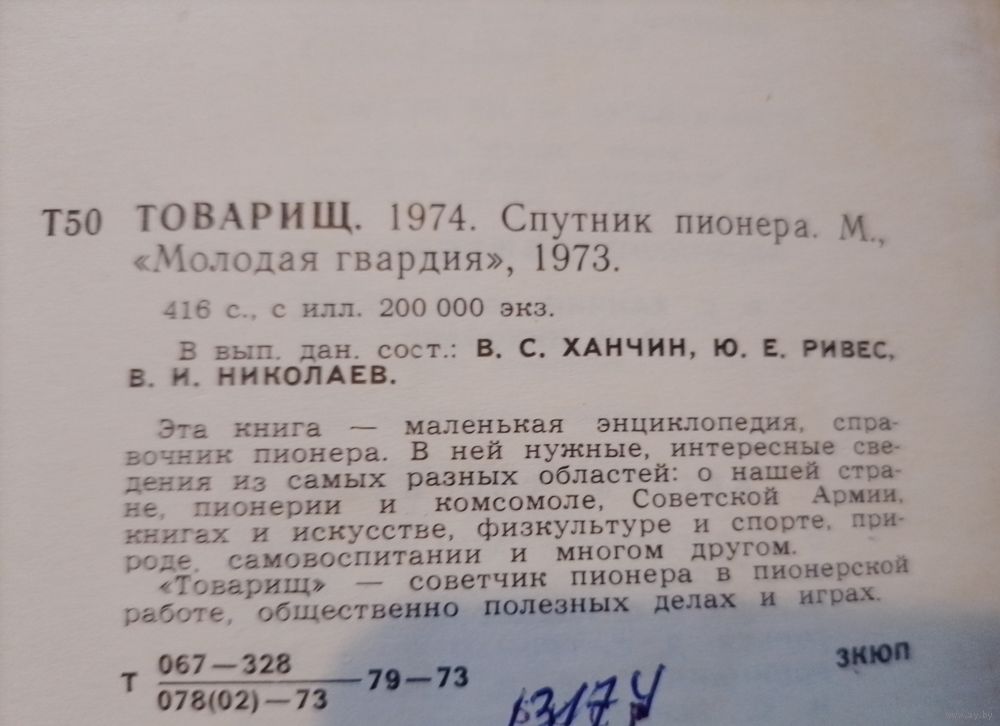 Т50 ТОВАРИЩ. 1974. Спутник пионера. М.,
«Молодая гвардия», 1973.
416 с., с илл. 200 000 экз.
В вып. дан. сост.: В. С. ХАНЧИН, Ю. Е. РИВЕС,
В. И. НИКОЛАЕВ.
Эта книга — маленькая энциклопедия, спра-
вочник пионера. В ней нужные, интересные све-
дения из самых разных областей: о нашей стра-
не, пионерии и комсомоле, Советской Армии,
книгах и искусстве, физкультуре и спорте, при-
роде, самовоспитании и многом другом.
«Товарищ» — советчик пионера в пионерской
работе, общественно полезных делах и играх.
Т 067—328
078(02)—73 —79—73
ЗКЮП